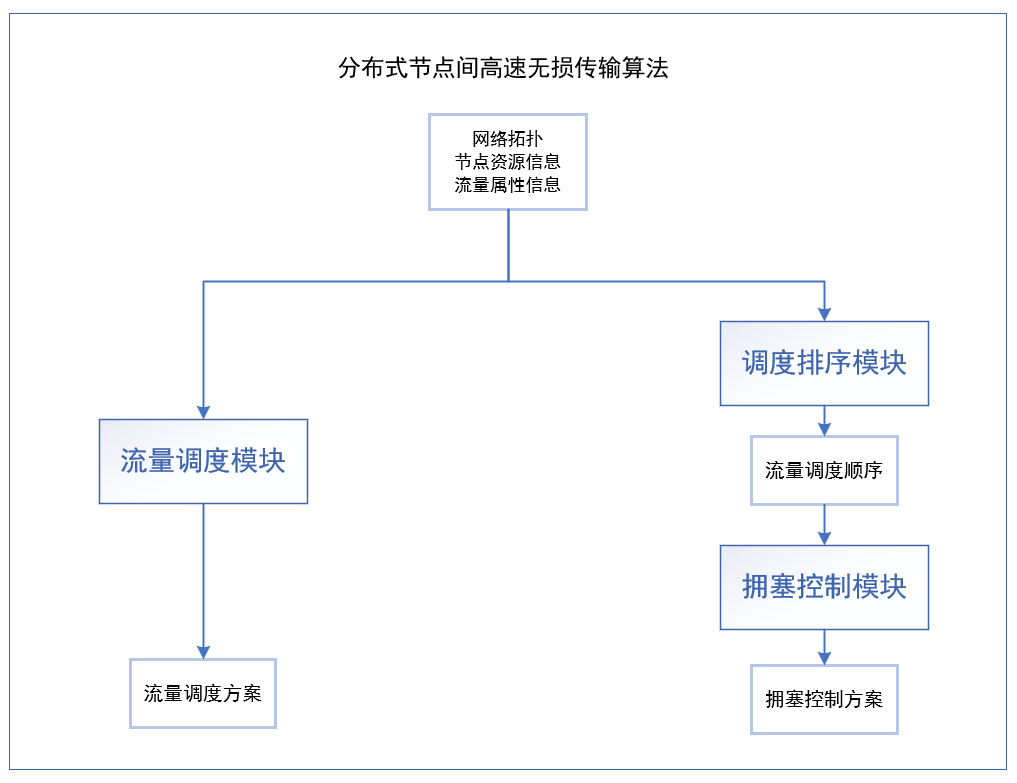 分布式节点间高速无损传输算法
网络拓扑
节点资源信息
流量属性信息
流量调度模块
流量调度方案
调度排序模块
流量调度顺序
拥塞控制模块
拥塞控制方案